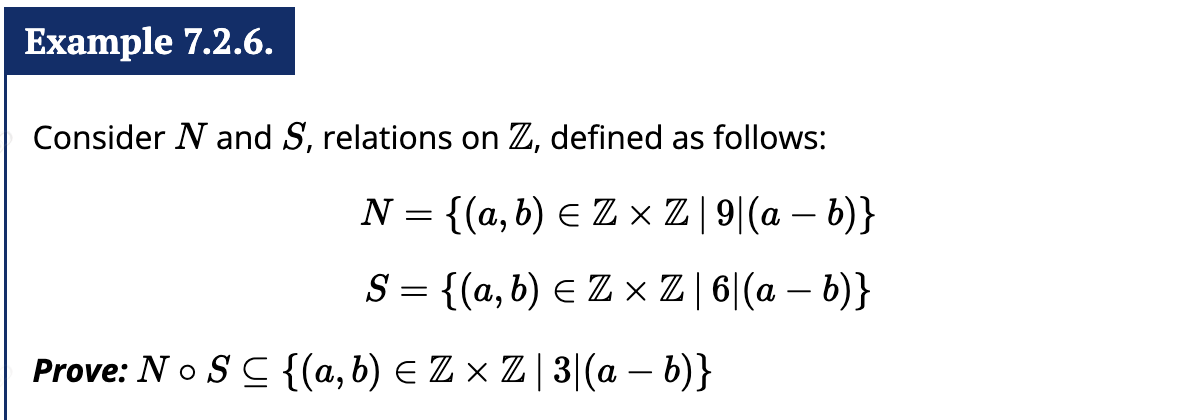 Example 7.2.6.
Consider N and S, relations on ℤ, defined as follows:
N = {(a, b) ∈ ℤ × ℤ | 9|(a − b)}
S = {(a, b) ∈ ℤ × ℤ | 6|(a − b)}
Prove: N ∘ S ⊆ {(a, b) ∈ ℤ × ℤ | 3|(a − b)}